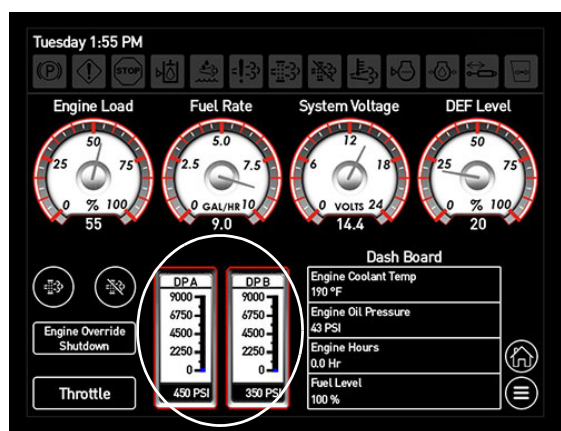 Tuesday 1:55 PM
(P) STOP
Engine Load Fuel Rate System Voltage DEF Level
50 5.0 12 50
25 75 2.5 7.5 6 18 25 75
0 % 100 0 GAL/HR 10 0 VOLTS 24 0 % 100
55 9.0 14.4 20
Dash Board
DP A DP B
Engine Coolant Temp
190 °F
9000 9000
6750 6750
Engine Oil Pressure
43 PSI
4500 4500
Engine Override
Shutdown
2250 2250
Engine Hours
0.0 Hr
0 0
Fuel Level
100 %
Throttle
450 PSI 350 PSI